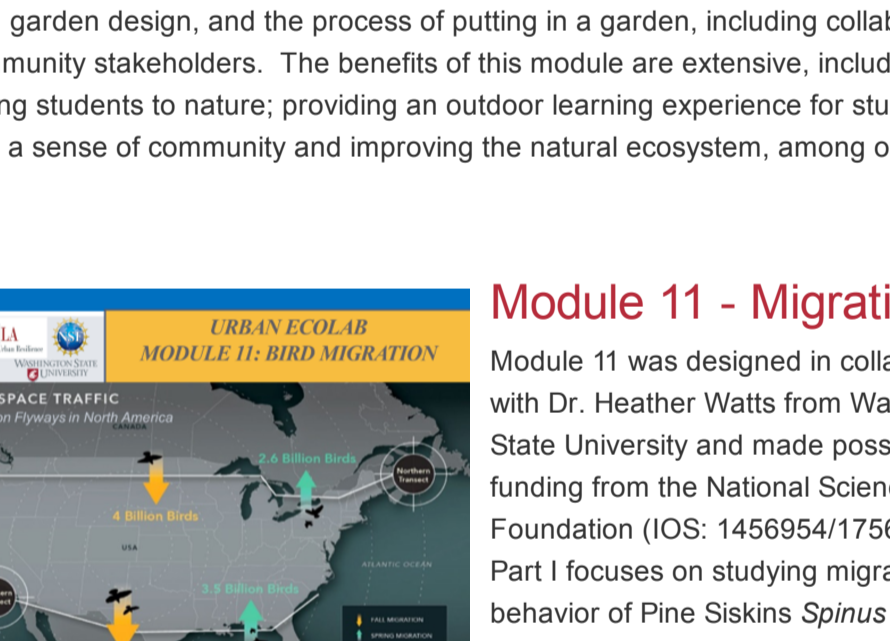 garden design, and the process of putting in a garden, including collab
munity stakeholders.  The benefits of this module are extensive, includ
ng students to nature; providing an outdoor learning experience for stu
a sense of community and improving the natural ecosystem, among o
LA
NSF
WASHINGTON STATE
UNIVERSITY
URBAN ECOLAB
MODULE 11: BIRD MIGRATION
SPACE TRAFFIC
on Flyways in North America
CANADA
2.6 Billion Birds
Northern
Transect
4 Billion Birds
USA
ATLANTIC OCEAN
3.5 Billion Birds
FALL MIGRATION
SPRING MIGRATION
Module 11 - Migrati
Module 11 was designed in colla
with Dr. Heather Watts from Wa
State University and made poss
funding from the National Scien
Foundation (IOS: 1456954/1756
Part I focuses on studying migra
behavior of Pine Siskins Spinus